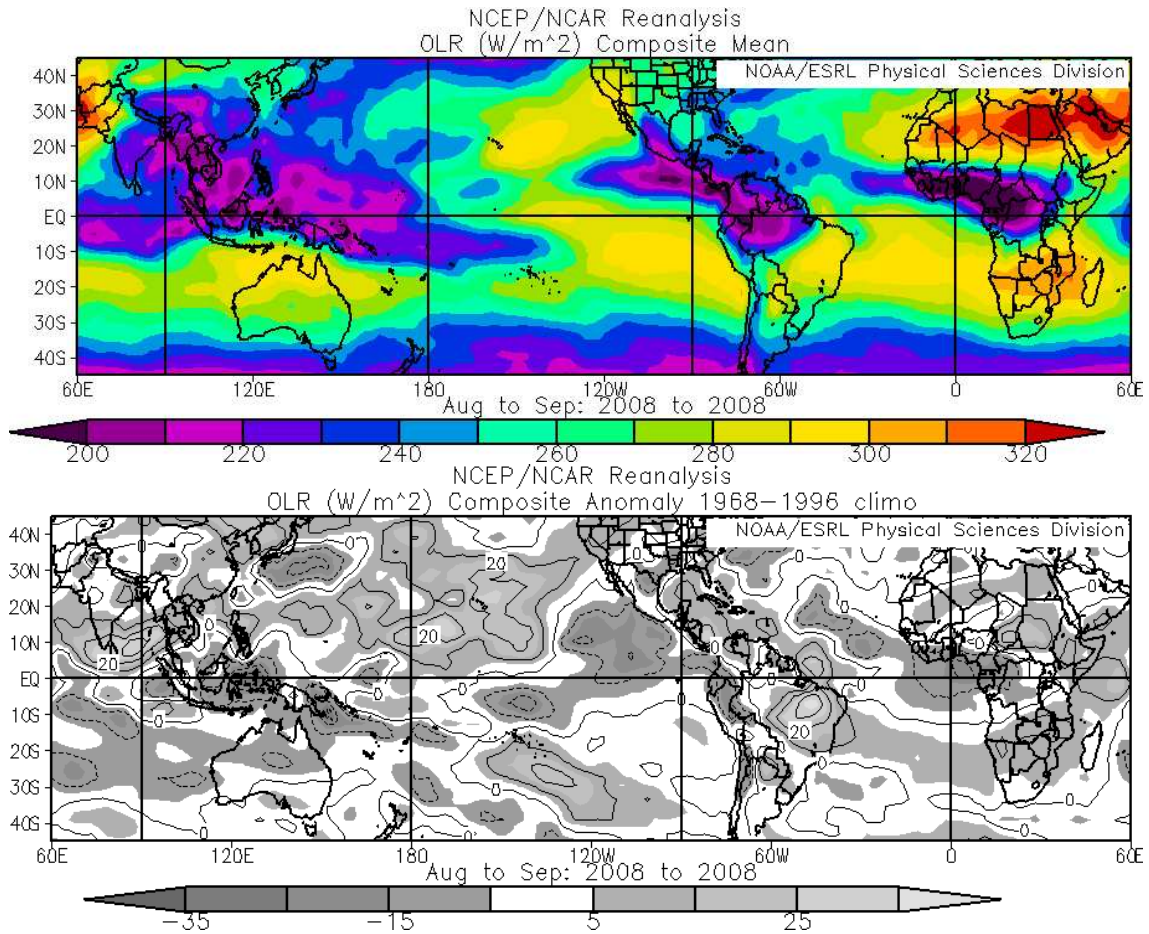 NCEP/NCAR Reanalysis
OLR (W/m^2) Composite Mean
NOAA/ESRL Physical Sciences Division
40N
30N
20N
10N
EQ
10S
20S
30S
40S
60E 120E 180 120W 60W 0 60E
Aug to Sep: 2008 to 2008
200 220 240 260 280 300 320
NCEP/NCAR Reanalysis
OLR (W/m^2) Composite Anomaly 1968-1996 climo
NOAA/ESRL Physical Sciences Division
40N
30N
20N
10N
EQ
10S
20S
30S
40S
60E 120E 180 120W 60W 0 60E
Aug to Sep: 2008 to 2008
-35 -15 5 25